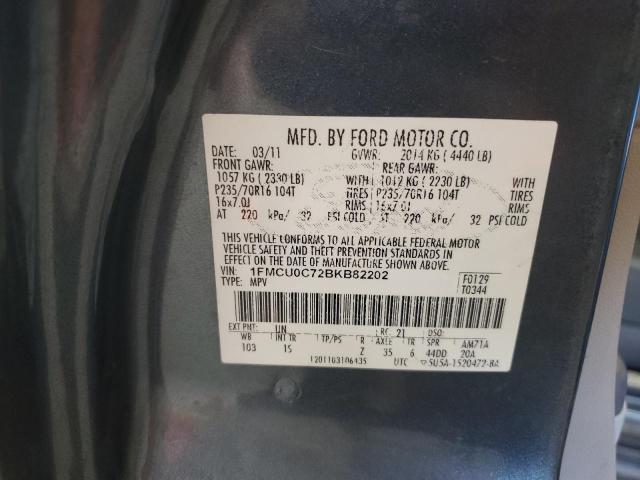 MFD. BY FORD MOTOR CO.
DATE: 03/11 GVWR: 2014 KG ( 4440 LB)
FRONT GAWR: REAR GAWR:
1057 KG ( 2330 LB) WITH 1012 KG ( 2230 LB) WITH
P235/70R16 104T TIRES P235/70R16 104T TIRES
16x7.0J RIMS 16x7.0J RIMS
AT 220 kPa/ 32 PSI COLD AT 220 kPa/ 32 PSI COLD
THIS VEHICLE CONFORMS TO ALL APPLICABLE FEDERAL MOTOR
VEHICLE SAFETY AND THEFT PREVENTION STANDARDS IN
EFFECT ON THE DATE OF MANUFACTURE SHOWN ABOVE.
VIN: 1FMCU0C72BKB82202 F0129
TYPE: MPV T0344
EXT PNT: UN RC: 21 DSO:
WB INT TR TP/PS R AXLE TR SPR AM71A
103 IS Z 35 6 44DD 20A
1201103106435 UTC 5U5A-1520472-BA